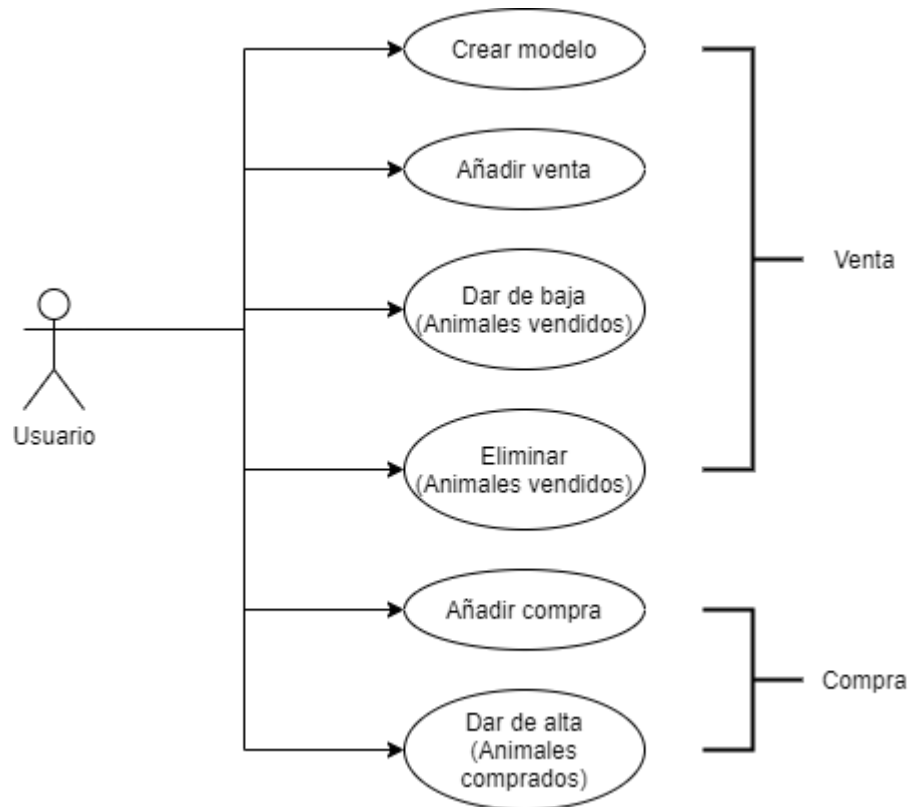 Crear modelo
Añadir venta
Dar de baja
(Animales vendidos)
Venta
Usuario
Eliminar
(Animales vendidos)
Añadir compra
Compra
Dar de alta
(Animales
comprados)